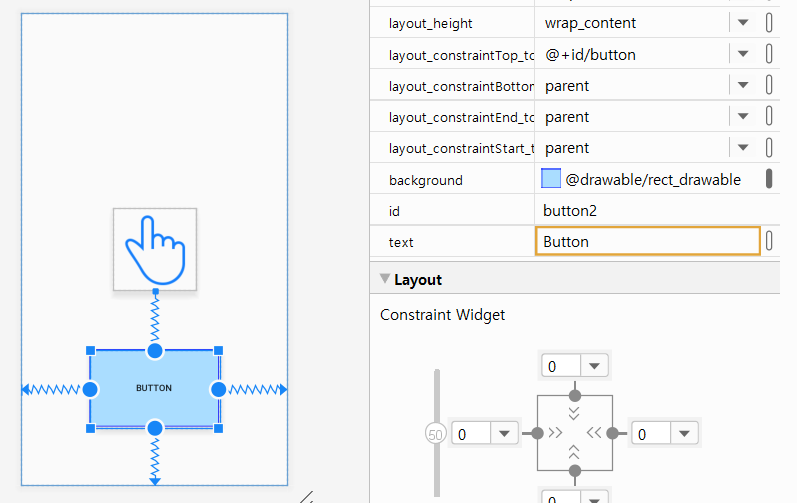 layout_height wrap_content
layout_constraintTop_to @+id/button
layout_constraintBottom parent
layout_constraintEnd_to parent
layout_constraintStart_t parent
background @drawable/rect_drawable
id button2
text Button
Layout
Constraint Widget
0
BUTTON
50 0 0
0